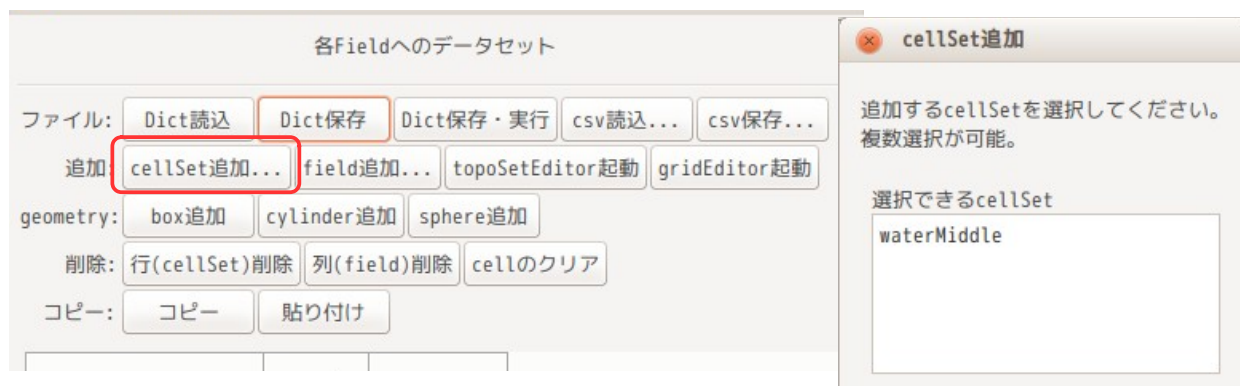 各Fieldへのデータセット
ファイル: Dict読込 Dict保存 Dict保存・実行 csv読込... csv保存...
追加: cellSet追加... field追加... topoSetEditor起動 gridEditor起動
geometry: box追加 cylinder追加 sphere追加
削除: 行(cellSet)削除 列(field)削除 cellのクリア
コピー: コピー 貼り付け
cellSet追加
追加するcellSetを選択してください。
複数選択が可能。
選択できるcellSet
waterMiddle